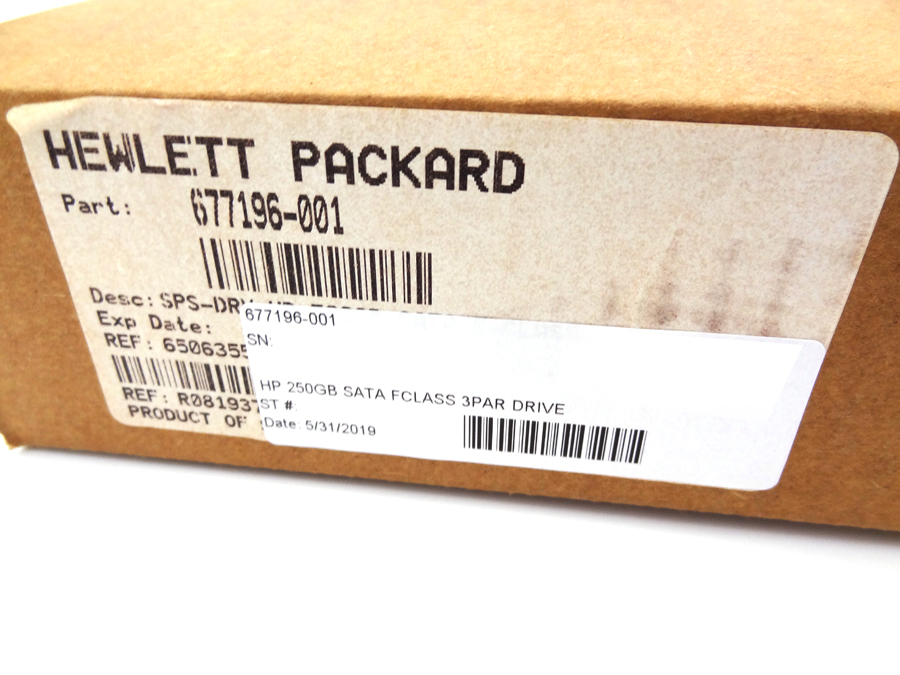 HEWLETT PACKARD
Part: 677196-001
Desc: SPS-DRV
Exp Date:
REF: 6506355
REF: R08193
PRODUCT OF
677196-001
SN:
HP 250GB SATA FCLASS 3PAR DRIVE
ST #:
Date: 5/31/2019